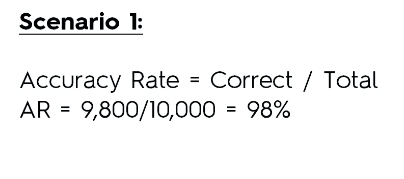 Scenario 1:
Accuracy Rate = Correct / Total
AR = 9,800/10,000 = 98%